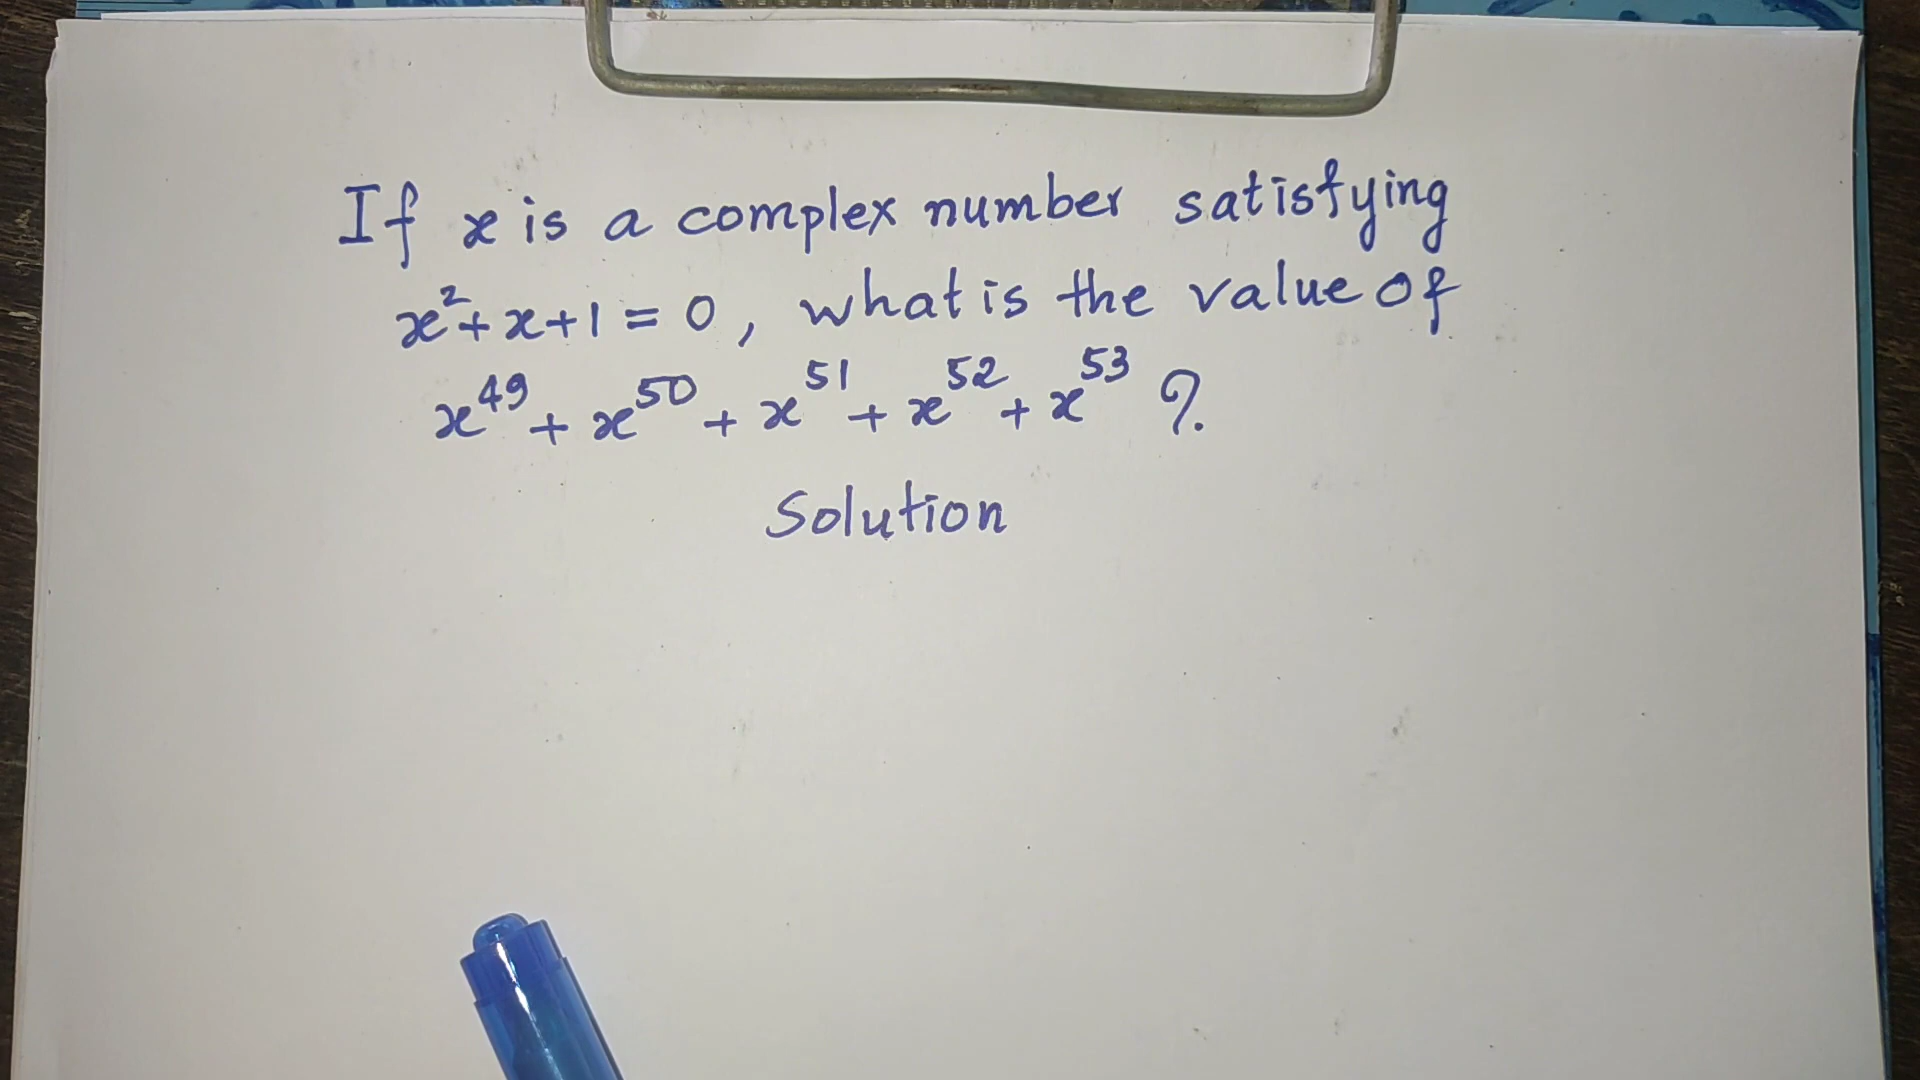 If x is a complex number satisfying
x²+x+1=0, what is the value of
x⁴⁹+x⁵⁰+x⁵¹+x⁵²+x⁵³ ?
Solution